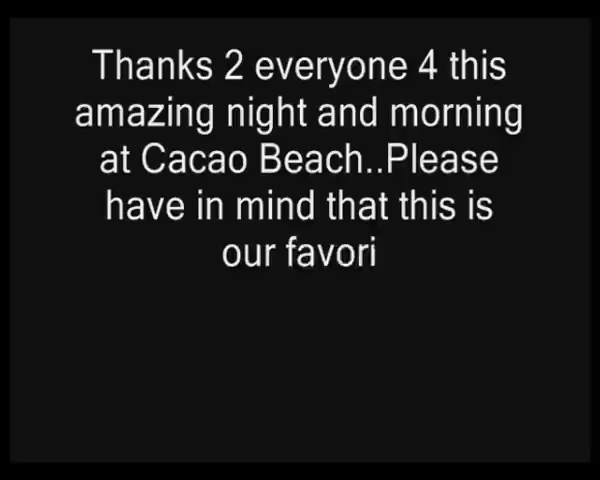 Thanks 2 everyone 4 this
amazing night and morning
at Cacao Beach..Please
have in mind that this is
our favori